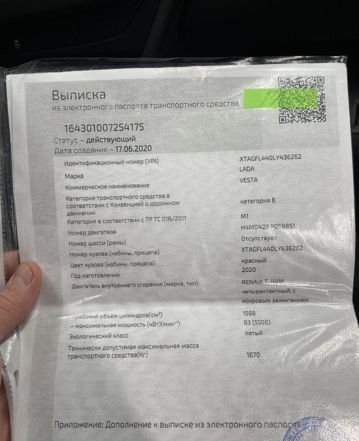 Выписка
из электронного паспорта транспортного средства
164301007254175
Статус – действующий
Дата создания – 17.06.2020
Идентификационный номер (VIN) XTAGFL440LY436262
Марка LADA
Коммерческое наименование VESTA
Категория транспортного средства в
соответствии с Конвенцией о дорожном
движении категория B
Категория в соответствии с ТР ТС 018/2011 M1
Номер двигателя
Номер шасси (рамы) Отсутствует
Номер кузова (кабины, прицепа) XTAGFL440LY436262
Цвет кузова (кабины, прицепа) красный
Год изготовления 2020
Двигатель внутреннего сгорания (марка, тип) RENAULT, H4M
четырехтактный, с
искровым зажиганием
– рабочий объем цилиндров(см³) 1598
– максимальная мощность (кВт)(мин⁻¹) 83 (5500)
Экологический класс пятый
Технически допустимая максимальная масса
транспортного средства(Кг) 1670
Приложение: Дополнение к выписке из электронного